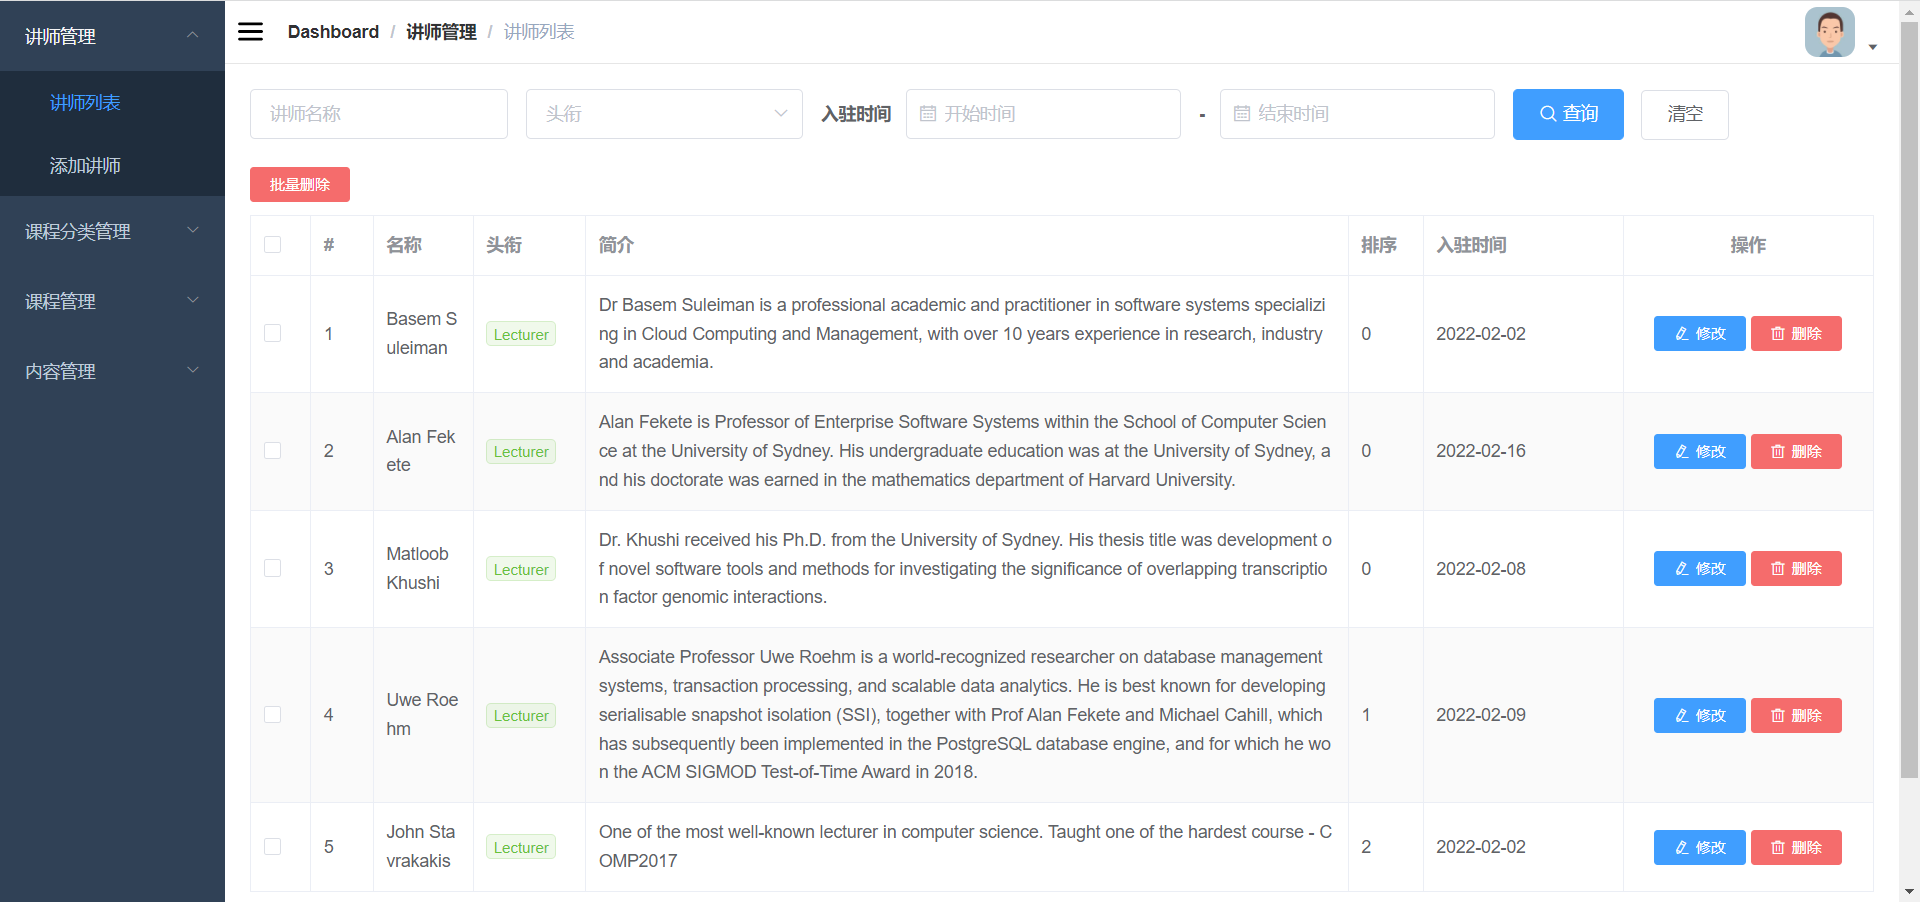 讲师管理
讲师列表
添加讲师
课程分类管理
课程管理
内容管理
Dashboard / 讲师管理 / 讲师列表
讲师名称 头衔 入驻时间 开始时间 - 结束时间 查询 清空
批量删除
# 名称 头衔 简介 排序 入驻时间 操作
1
Basem S
uleiman
Lecturer
Dr Basem Suleiman is a professional academic and practitioner in software systems specializi
ng in Cloud Computing and Management, with over 10 years experience in research, industry
and academia.
0 2022-02-02 修改 删除
2
Alan Fek
ete
Lecturer
Alan Fekete is Professor of Enterprise Software Systems within the School of Computer Scien
ce at the University of Sydney. His undergraduate education was at the University of Sydney, a
nd his doctorate was earned in the mathematics department of Harvard University.
0 2022-02-16 修改 删除
3
Matloob
Khushi
Lecturer
Dr. Khushi received his Ph.D. from the University of Sydney. His thesis title was development o
f novel software tools and methods for investigating the significance of overlapping transcriptio
n factor genomic interactions.
0 2022-02-08 修改 删除
4
Uwe Roe
hm
Lecturer
Associate Professor Uwe Roehm is a world-recognized researcher on database management
systems, transaction processing, and scalable data analytics. He is best known for developing
serialisable snapshot isolation (SSI), together with Prof Alan Fekete and Michael Cahill, which
has subsequently been implemented in the PostgreSQL database engine, and for which he wo
n the ACM SIGMOD Test-of-Time Award in 2018.
1 2022-02-09 修改 删除
5
John Sta
vrakakis
Lecturer
One of the most well-known lecturer in computer science. Taught one of the hardest course - C
OMP2017
2 2022-02-02 修改 删除